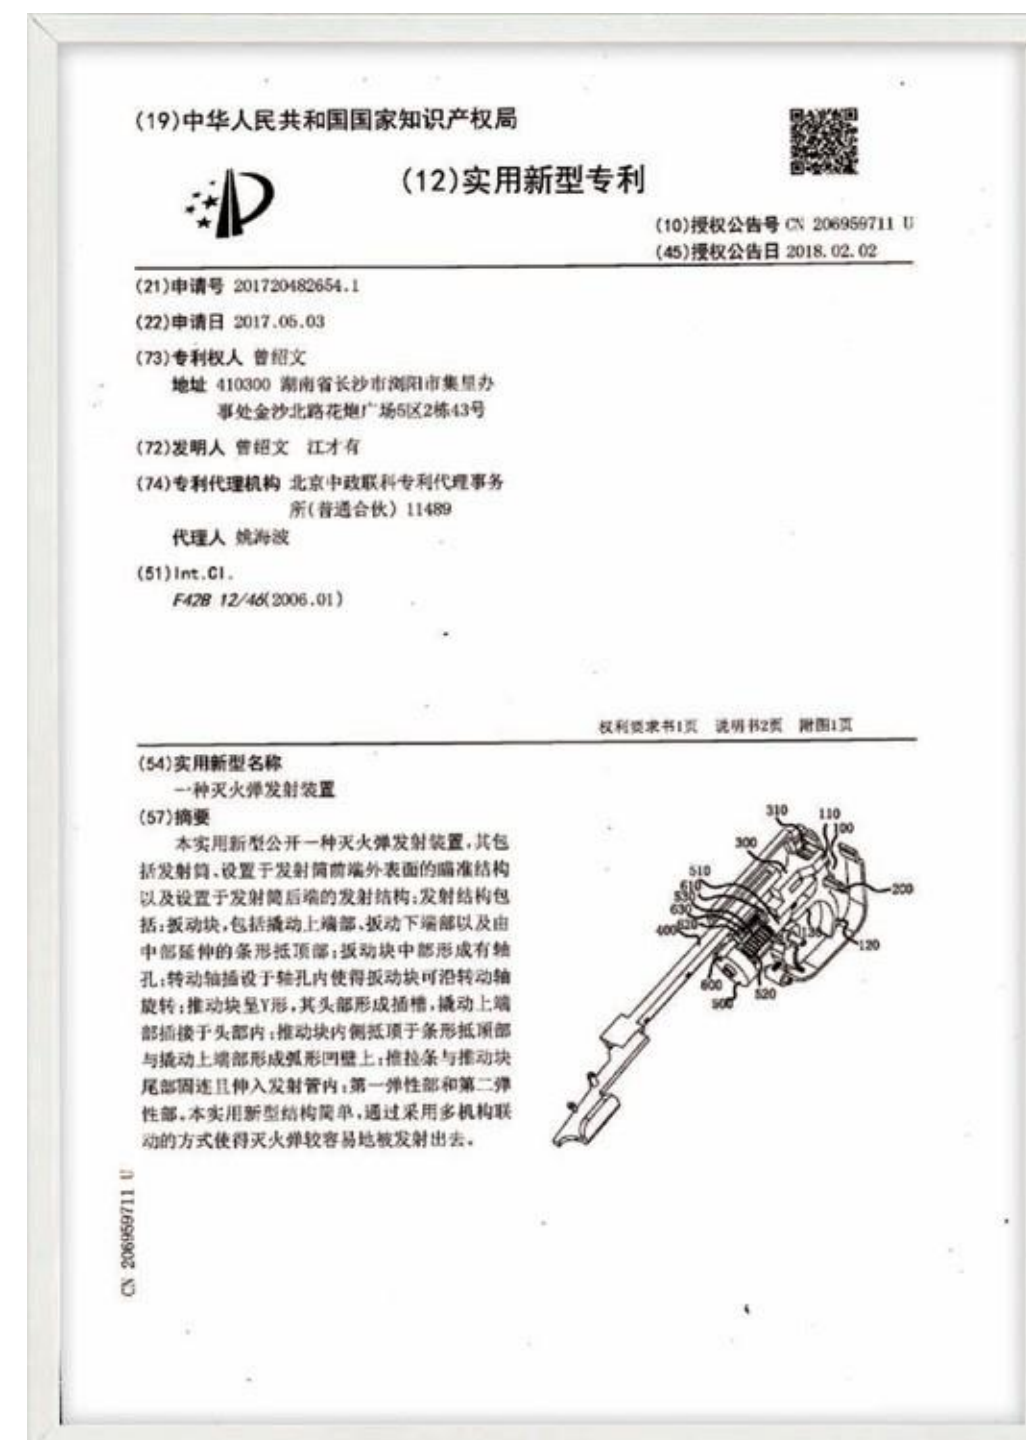 (19)中华人民共和国国家知识产权局
(12)实用新型专利
(10)授权公告号 CN 206959711 U
(45)授权公告日 2018.02.02
(21)申请号 201720482654.1
(22)申请日 2017.05.03
(73)专利权人 曾绍文
地址 410300 湖南省长沙市浏阳市集里办
事处金沙北路花炮广场5区2栋43号
(72)发明人 曾绍文 江才有
(74)专利代理机构 北京中政联科专利代理事务
所(普通合伙) 11489
代理人 姚海波
(51)Int.Cl.
F42B 12/46(2006.01)
权利要求书1页 说明书2页 附图1页
(54)实用新型名称
一种灭火弹发射装置
(57)摘要
本实用新型公开一种灭火弹发射装置,其包
括发射筒、设置于发射筒前端外表面的瞄准结构
以及设置于发射筒后端的发射结构;发射结构包
括:扳动块,包括撬动上端部、扳动下端部以及由
中部延伸的条形抵顶部;扳动块中部形成有轴
孔;转动轴插设于轴孔内使得扳动块可沿转动轴
旋转;推动块呈Y形,其头部形成插槽,撬动上端
部插接于头部内;推动块内侧抵顶于条形抵顶部
与撬动上端部形成弧形凹壁上;推拉条与推动块
尾部固连且伸入发射管内;第一弹性部和第二弹
性部。本实用新型结构简单,通过采用多机构联
动的方式使得灭火弹较容易地被发射出去。
310
110
100
300
510
610
530
630
400
200
130
120
600
500
520
CN 206959711 U